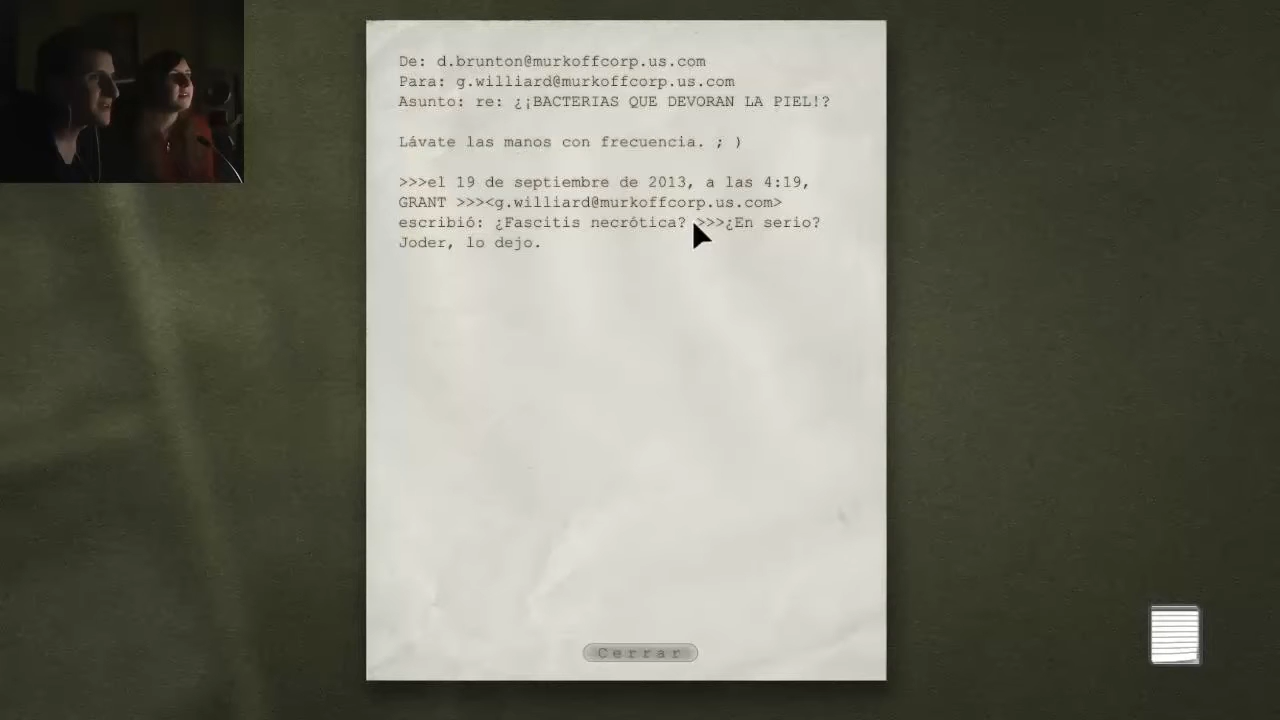 De: d.brunton@murkoffcorp.us.com
Para: g.williard@murkoffcorp.us.com
Asunto: re: ¿¡BACTERIAS QUE DEVORAN LA PIEL!?
Lávate las manos con frecuencia. ; )
>>>el 19 de septiembre de 2013, a las 4:19,
GRANT >>><g.williard@murkoffcorp.us.com>
escribió: ¿Fascitis necrótica? >>>¿En serio?
Joder, lo dejo.
Cerrar